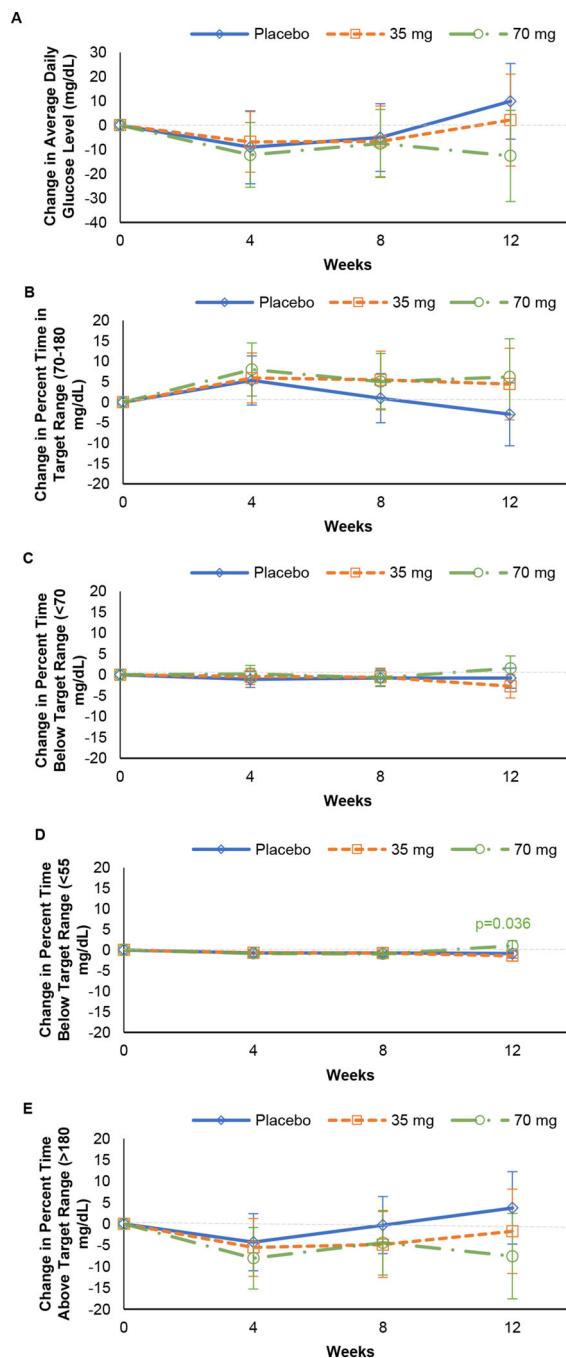 A
Placebo 35 mg 70 mg
Change in Average Daily
Glucose Level (mg/dL)
30
20
10
0
-10
-20
-30
-40
0 4 8 12
Weeks
B
Placebo 35 mg 70 mg
Change in Percent Time in
Target Range (70-180
mg/dL)
20
15
10
5
0
-5
-10
-15
-20
0 4 8 12
Weeks
C
Placebo 35 mg 70 mg
Change in Percent Time
Below Target Range (<70
mg/dL)
20
15
10
5
0
-5
-10
-15
-20
0 4 8 12
Weeks
D
Placebo 35 mg 70 mg
Change in Percent Time
Below Target Range (<55
mg/dL)
20
15
10
5
0
-5
-10
-15
-20
p=0.036
0 4 8 12
Weeks
E
Placebo 35 mg 70 mg
Change in Percent Time
Above Target Range (>180
mg/dL)
20
15
10
5
0
-5
-10
-15
-20
0 4 8 12
Weeks